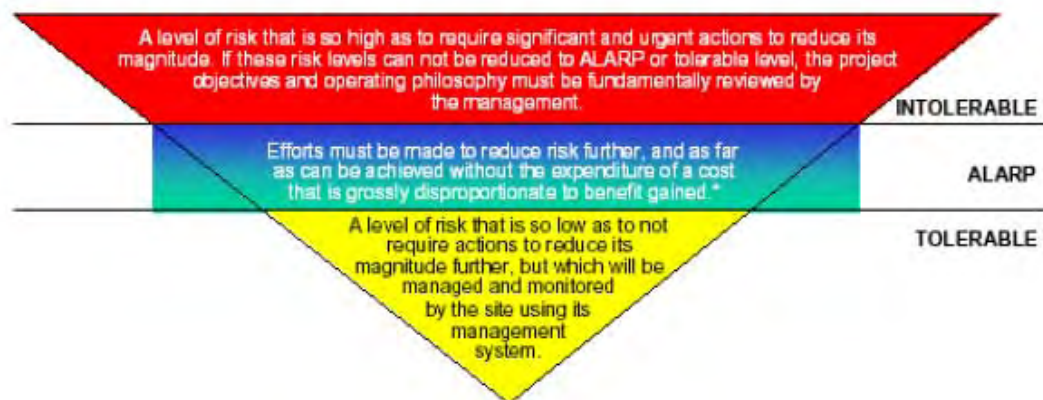 A level of risk that is so high as to require significant and urgent actions to reduce its
magnitude. If these risk levels can not be reduced to ALARP or tolerable level, the project
objectives and operating philosophy must be fundamentally reviewed by
the management.
INTOLERABLE
Efforts must be made to reduce risk further, and as far
as can be achieved without the expenditure of a cost
that is grossly disproportionate to benefit gained.*
ALARP
TOLERABLE
A level of risk that is so low as to not
require actions to reduce its
magnitude further, but which will be
managed and monitored
by the site using its
management
system.